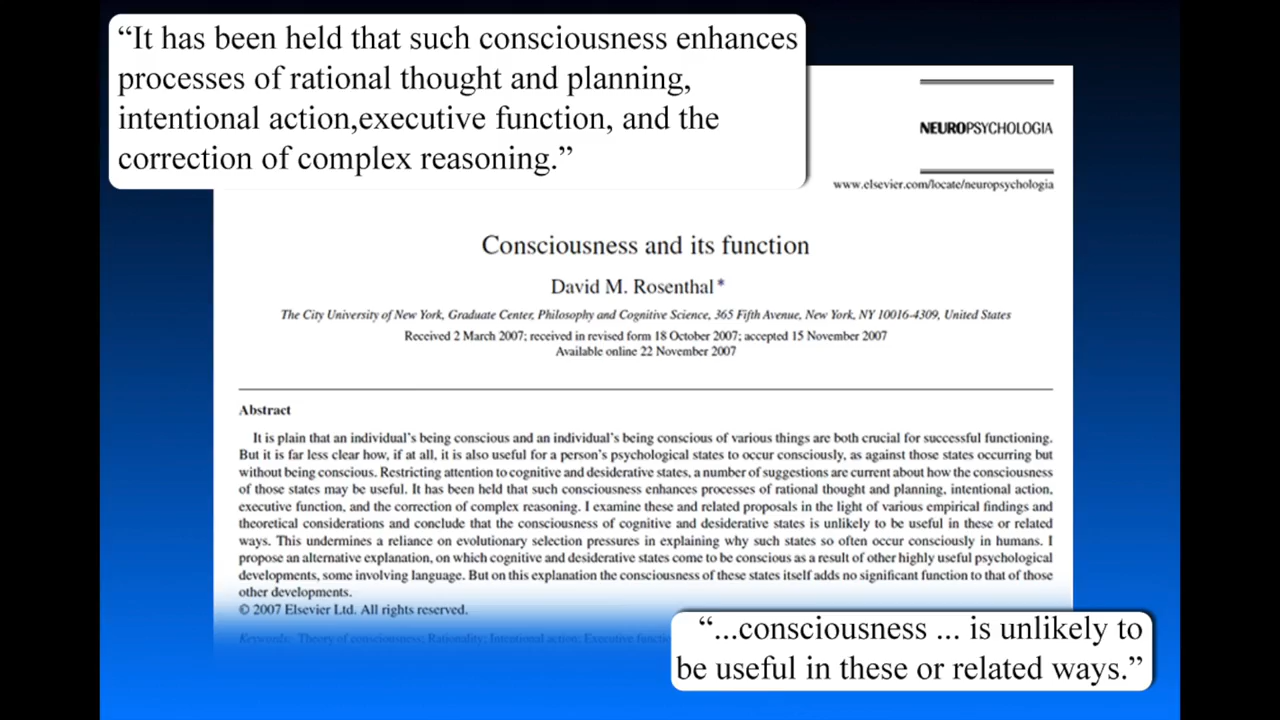 “It has been held that such consciousness enhances
processes of rational thought and planning,
intentional action,executive function, and the
correction of complex reasoning.”
NEUROPSYCHOLOGIA
www.elsevier.com/locate/neuropsychologia
Consciousness and its function
David M. Rosenthal *
The City University of New York, Graduate Center, Philosophy and Cognitive Science, 365 Fifth Avenue, New York, NY 10016-4309, United States
Received 2 March 2007; received in revised form 18 October 2007; accepted 15 November 2007
Available online 22 November 2007
Abstract
It is plain that an individual's being conscious and an individual's being conscious of various things are both crucial for successful functioning.
But it is far less clear how, if at all, it is also useful for a person's psychological states to occur consciously, as against those states occurring but
without being conscious. Restricting attention to cognitive and desiderative states, a number of suggestions are current about how the consciousness
of those states may be useful. It has been held that such consciousness enhances processes of rational thought and planning, intentional action,
executive function, and the correction of complex reasoning. I examine these and related proposals in the light of various empirical findings and
theoretical considerations and conclude that the consciousness of cognitive and desiderative states is unlikely to be useful in these or related
ways. This undermines a reliance on evolutionary selection pressures in explaining why such states so often occur consciously in humans. I
propose an alternative explanation, on which cognitive and desiderative states come to be conscious as a result of other highly useful psychological
developments, some involving language. But on this explanation the consciousness of these states itself adds no significant function to that of those
other developments.
© 2007 Elsevier Ltd. All rights reserved.
Keywords: Theory of consciousness; Rationality; Intentional action; Executive
“...consciousness ... is unlikely to
be useful in these or related ways.”